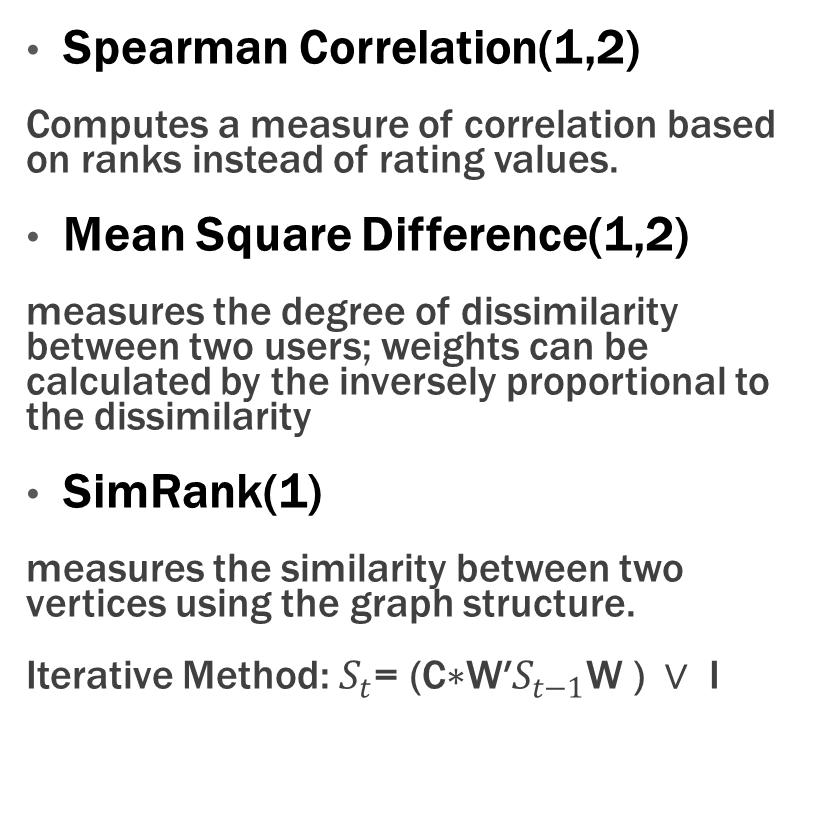 • Spearman Correlation(1,2)
Computes a measure of correlation based
on ranks instead of rating values.
• Mean Square Difference(1,2)
measures the degree of dissimilarity
between two users; weights can be
calculated by the inversely proportional to
the dissimilarity
• SimRank(1)
measures the similarity between two
vertices using the graph structure.
Iterative Method: $S_t$= (C∗W′$S_{t-1}$W ) ∨ I